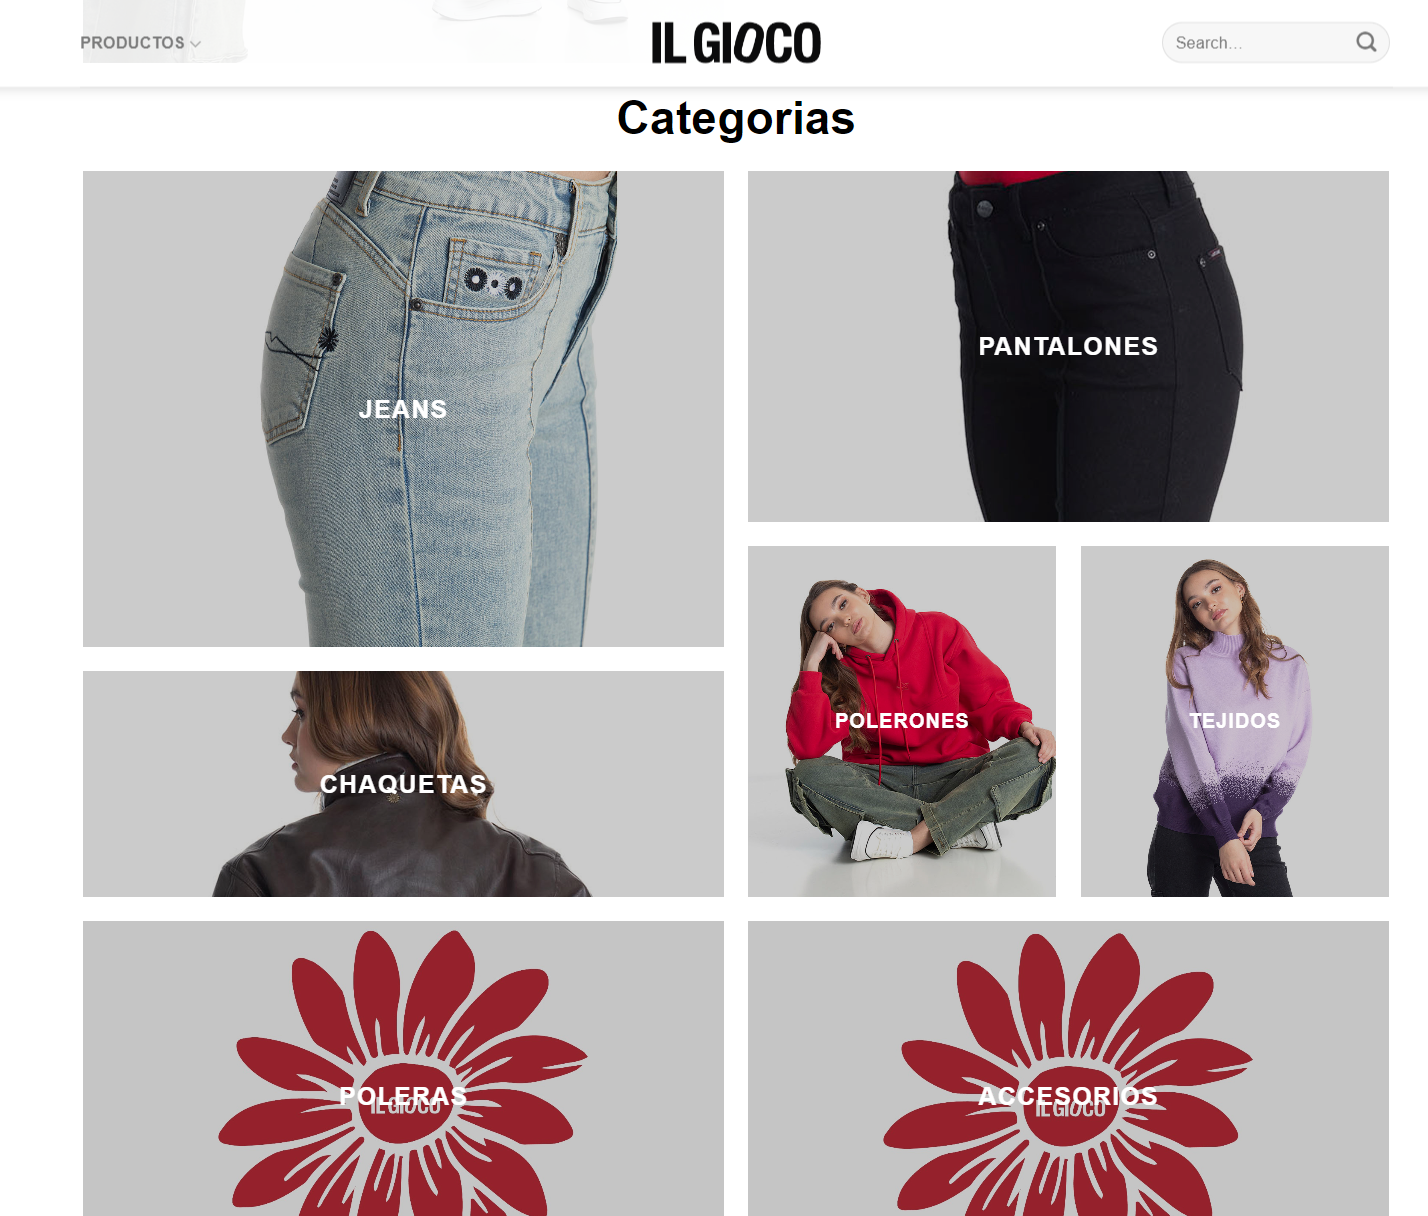 PRODUCTOS
IL GIOCO
Search...
Categorias
JEANS
PANTALONES
CHAQUETAS
POLERONES
TEJIDOS
POLERAS
IL GIOCO
ACCESORIOS
IL GIOCO